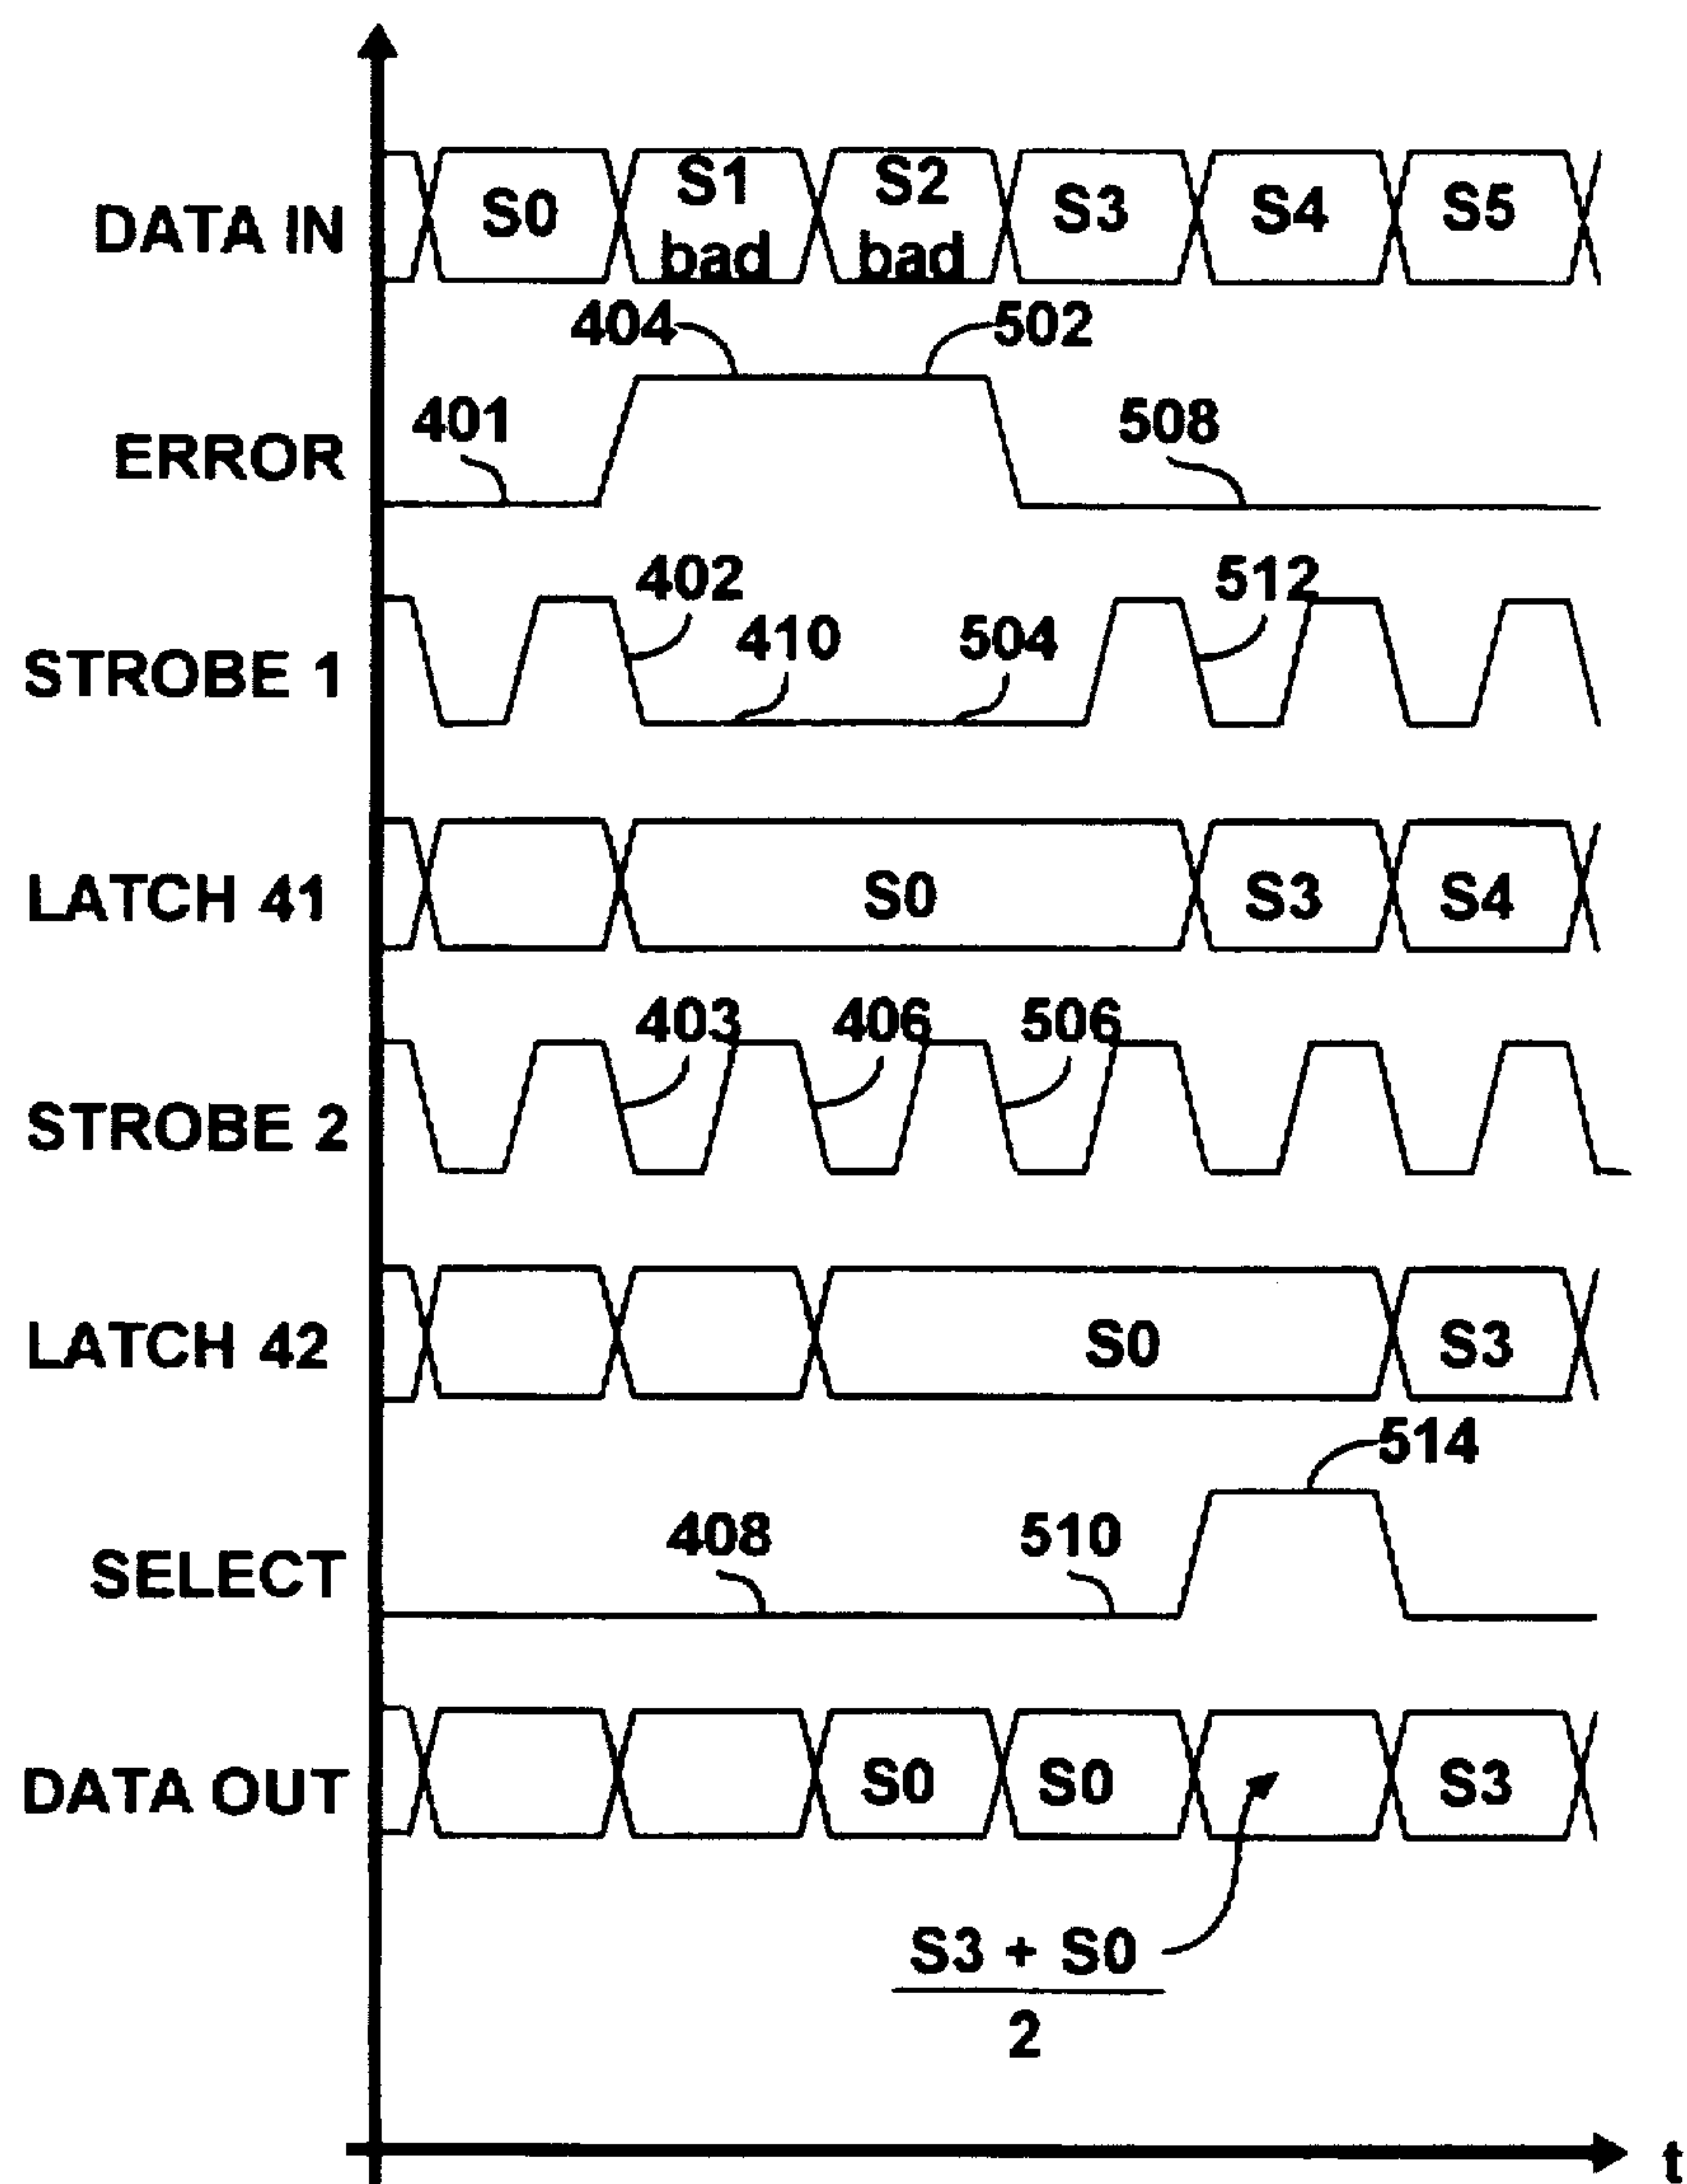 DATA IN
S0
S1
bad
S2
bad
S3
S4
S5
404
502
ERROR
401
508
STROBE 1
402
410
504
512
LATCH 41
S0
S3
S4
STROBE 2
403
406
506
LATCH 42
S0
S3
514
SELECT
408
510
DATA OUT
S0
S0
S3
S3 + S0
2
t